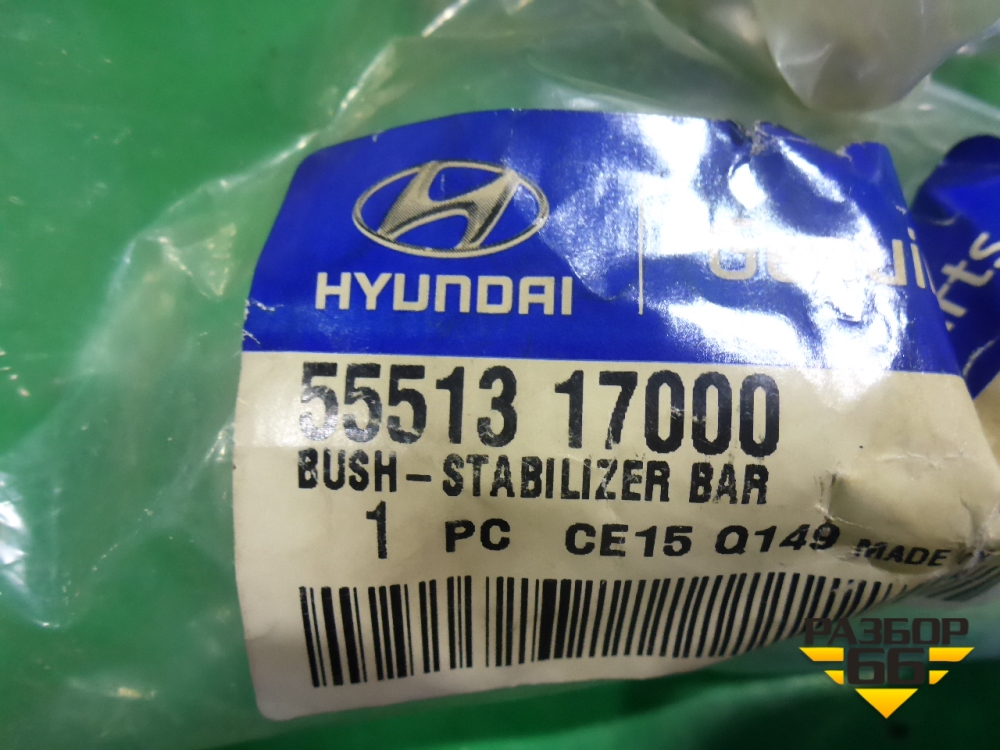 HYUNDAI
55513 17000
BUSH-STABILIZER BAR
1 PC CE15 Q149 MADE
РАЗБОР
66